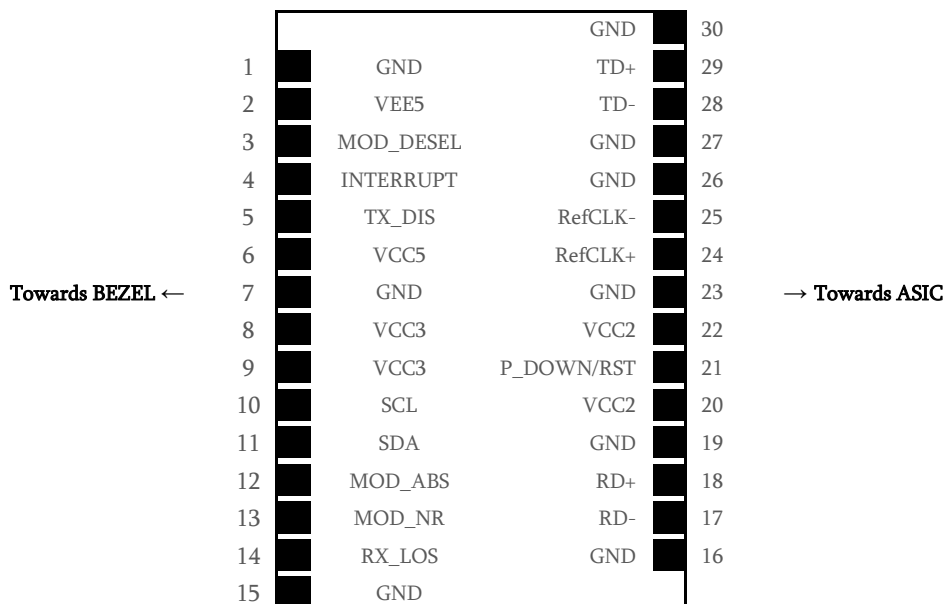 GND 30
1 GND TD+ 29
2 VEE5 TD- 28
3 MOD_DESEL GND 27
4 INTERRUPT GND 26
5 TX_DIS RefCLK- 25
6 VCC5 RefCLK+ 24
Towards BEZEL ← 7 GND GND 23 → Towards ASIC
8 VCC3 VCC2 22
9 VCC3 P_DOWN/RST 21
10 SCL VCC2 20
11 SDA GND 19
12 MOD_ABS RD+ 18
13 MOD_NR RD- 17
14 RX_LOS GND 16
15 GND